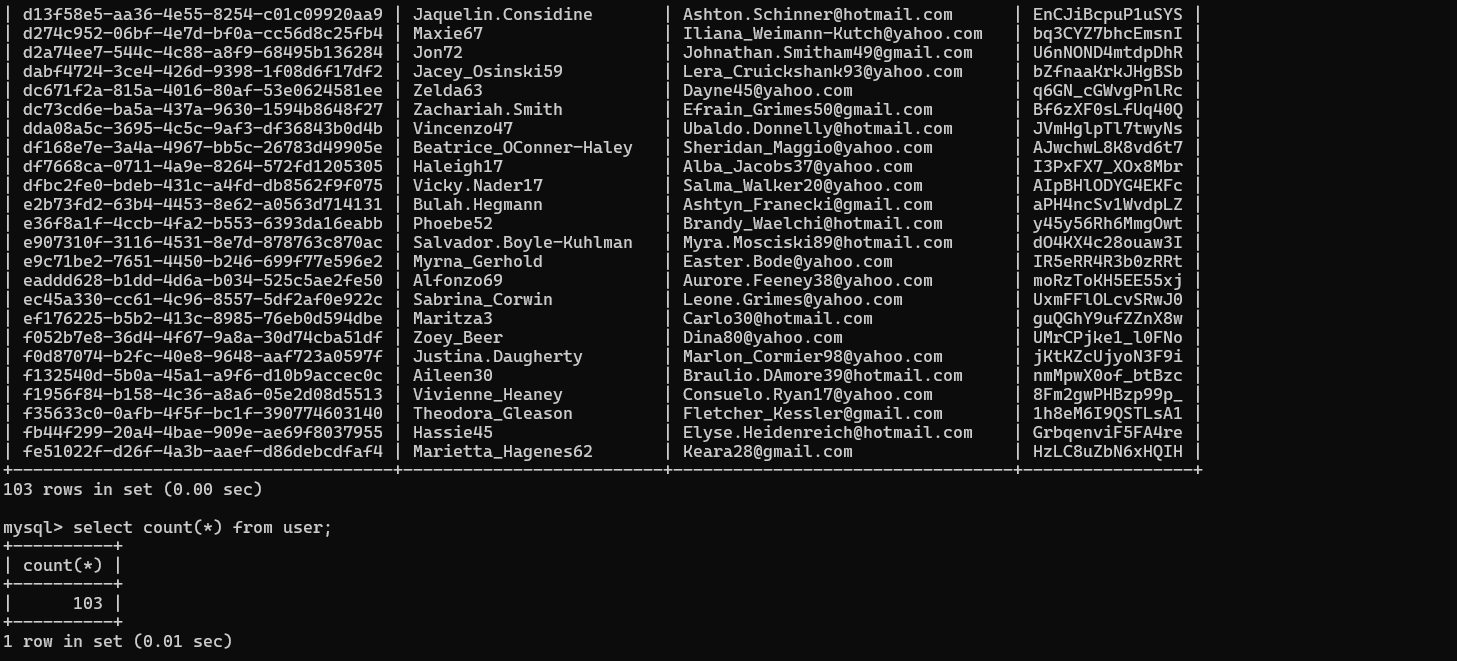 | d13f58e5-aa36-4e55-8254-c01c09920aa9 | Jaquelin.Considine       | Ashton.Schinner@hotmail.com      | EnCJiBcpuP1uSYS |
| d274c952-06bf-4e7d-bf0a-cc56d8c25fb4 | Maxie67                  | Iliana_Weimann-Kutch@yahoo.com   | bq3CYZ7bhcEmsnI |
| d2a74ee7-544c-4c88-a8f9-68495b136284 | Jon72                    | Johnathan.Smitham49@gmail.com    | U6nNOND4mtdpDhR |
| dabf4724-3ce4-426d-9398-1f08d6f17df2 | Jacey_Osinski59          | Lera_Cruickshank93@yahoo.com     | bZfnaaKrkJHgBSb |
| dc671f2a-815a-4016-80af-53e0624581ee | Zelda63                  | Dayne45@yahoo.com                | q6GN_cGWvgPnlRc |
| dc73cd6e-ba5a-437a-9630-1594b8648f27 | Zachariah.Smith          | Efrain_Grimes50@gmail.com        | Bf6zXF0sLfUq40Q |
| dda08a5c-3695-4c5c-9af3-df36843b0d4b | Vincenzo47               | Ubaldo.Donnelly@hotmail.com      | JVmHglpTl7twyNs |
| df168e7e-3a4a-4967-bb5c-26783d49905e | Beatrice_OConner-Haley   | Sheridan_Maggio@yahoo.com        | AJwchwL8K8vd6t7 |
| df7668ca-0711-4a9e-8264-572fd1205305 | Haleigh17                | Alba_Jacobs37@yahoo.com          | I3PxFX7_XOx8Mbr |
| dfbc2fe0-bdeb-431c-a4fd-db8562f9f075 | Vicky.Nader17            | Salma_Walker20@yahoo.com         | AIpBHlODYG4EKFc |
| e2b73fd2-63b4-4453-8e62-a0563d714131 | Bulah.Hegmann            | Ashtyn_Franecki@gmail.com        | aPH4ncSv1WvdpLZ |
| e36f8a1f-4ccb-4fa2-b553-6393da16eabb | Phoebe52                 | Brandy_Waelchi@hotmail.com       | y45y56Rh6MmgOwt |
| e907310f-3116-4531-8e7d-878763c870ac | Salvador.Boyle-Kuhlman   | Myra.Mosciski89@hotmail.com      | dO4KX4c28ouaw3I |
| e9c71be2-7651-4450-b246-699f77e596e2 | Myrna_Gerhold            | Easter.Bode@yahoo.com            | IR5eRR4R3b0zRRt |
| eaddd628-b1dd-4d6a-b034-525c5ae2fe50 | Alfonzo69                | Aurore.Feeney38@yahoo.com        | moRzToKH5EE55xj |
| ec45a330-cc61-4c96-8557-5df2af0e922c | Sabrina_Corwin           | Leone.Grimes@yahoo.com           | UxmFFlOLcvSRwJ0 |
| ef176225-b5b2-413c-8985-76eb0d594dbe | Maritza3                 | Carlo30@hotmail.com              | guQGhY9ufZZnX8w |
| f052b7e8-36d4-4f67-9a8a-30d74cba51df | Zoey_Beer                | Dina80@yahoo.com                 | UMrCPjke1_l0FNo |
| f0d87074-b2fc-40e8-9648-aaf723a0597f | Justina.Daugherty        | Marlon_Cormier98@yahoo.com       | jKtKZcUjyoN3F9i |
| f132540d-5b0a-45a1-a9f6-d10b9accec0c | Aileen30                 | Braulio.DAmore39@hotmail.com     | nmMpwX0of_btBzc |
| f1956f84-b158-4c36-a8a6-05e2d08d5513 | Vivienne_Heaney          | Consuelo.Ryan17@yahoo.com        | 8Fm2gwPHBzp99p_ |
| f35633c0-0afb-4f5f-bc1f-390774603140 | Theodora_Gleason         | Fletcher_Kessler@gmail.com       | 1h8eM6I9QSTLsA1 |
| fb44f299-20a4-4bae-909e-ae69f8037955 | Hassie45                 | Elyse.Heidenreich@hotmail.com    | GrbqenviF5FA4re |
| fe51022f-d26f-4a3b-aaef-d86debcdfaf4 | Marietta_Hagenes62       | Keara28@gmail.com                | HzLC8uZbN6xHQIH |
+--------------------------------------+--------------------------+----------------------------------+-----------------+
103 rows in set (0.00 sec)
mysql> select count(*) from user;
+----------+
| count(*) |
+----------+
|      103 |
+----------+
1 row in set (0.01 sec)